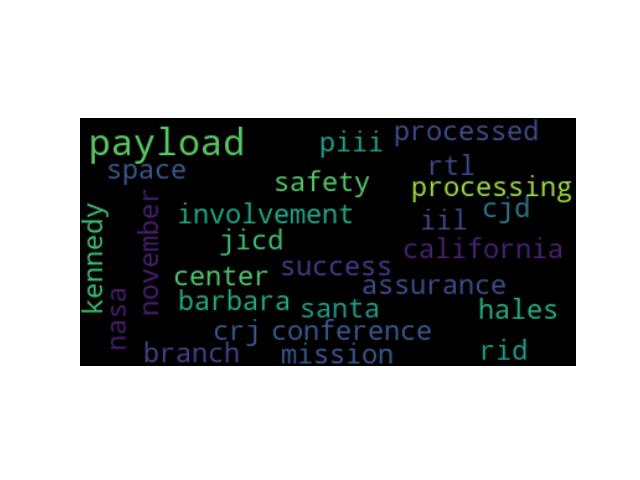 payload
piii
processed
space
rtl
safety
processing
kennedy
november
involvement
iil
cjd
jicd
california
center
success
assurance
nasa
barbara
santa
hales
crj
conference
branch
mission
rid